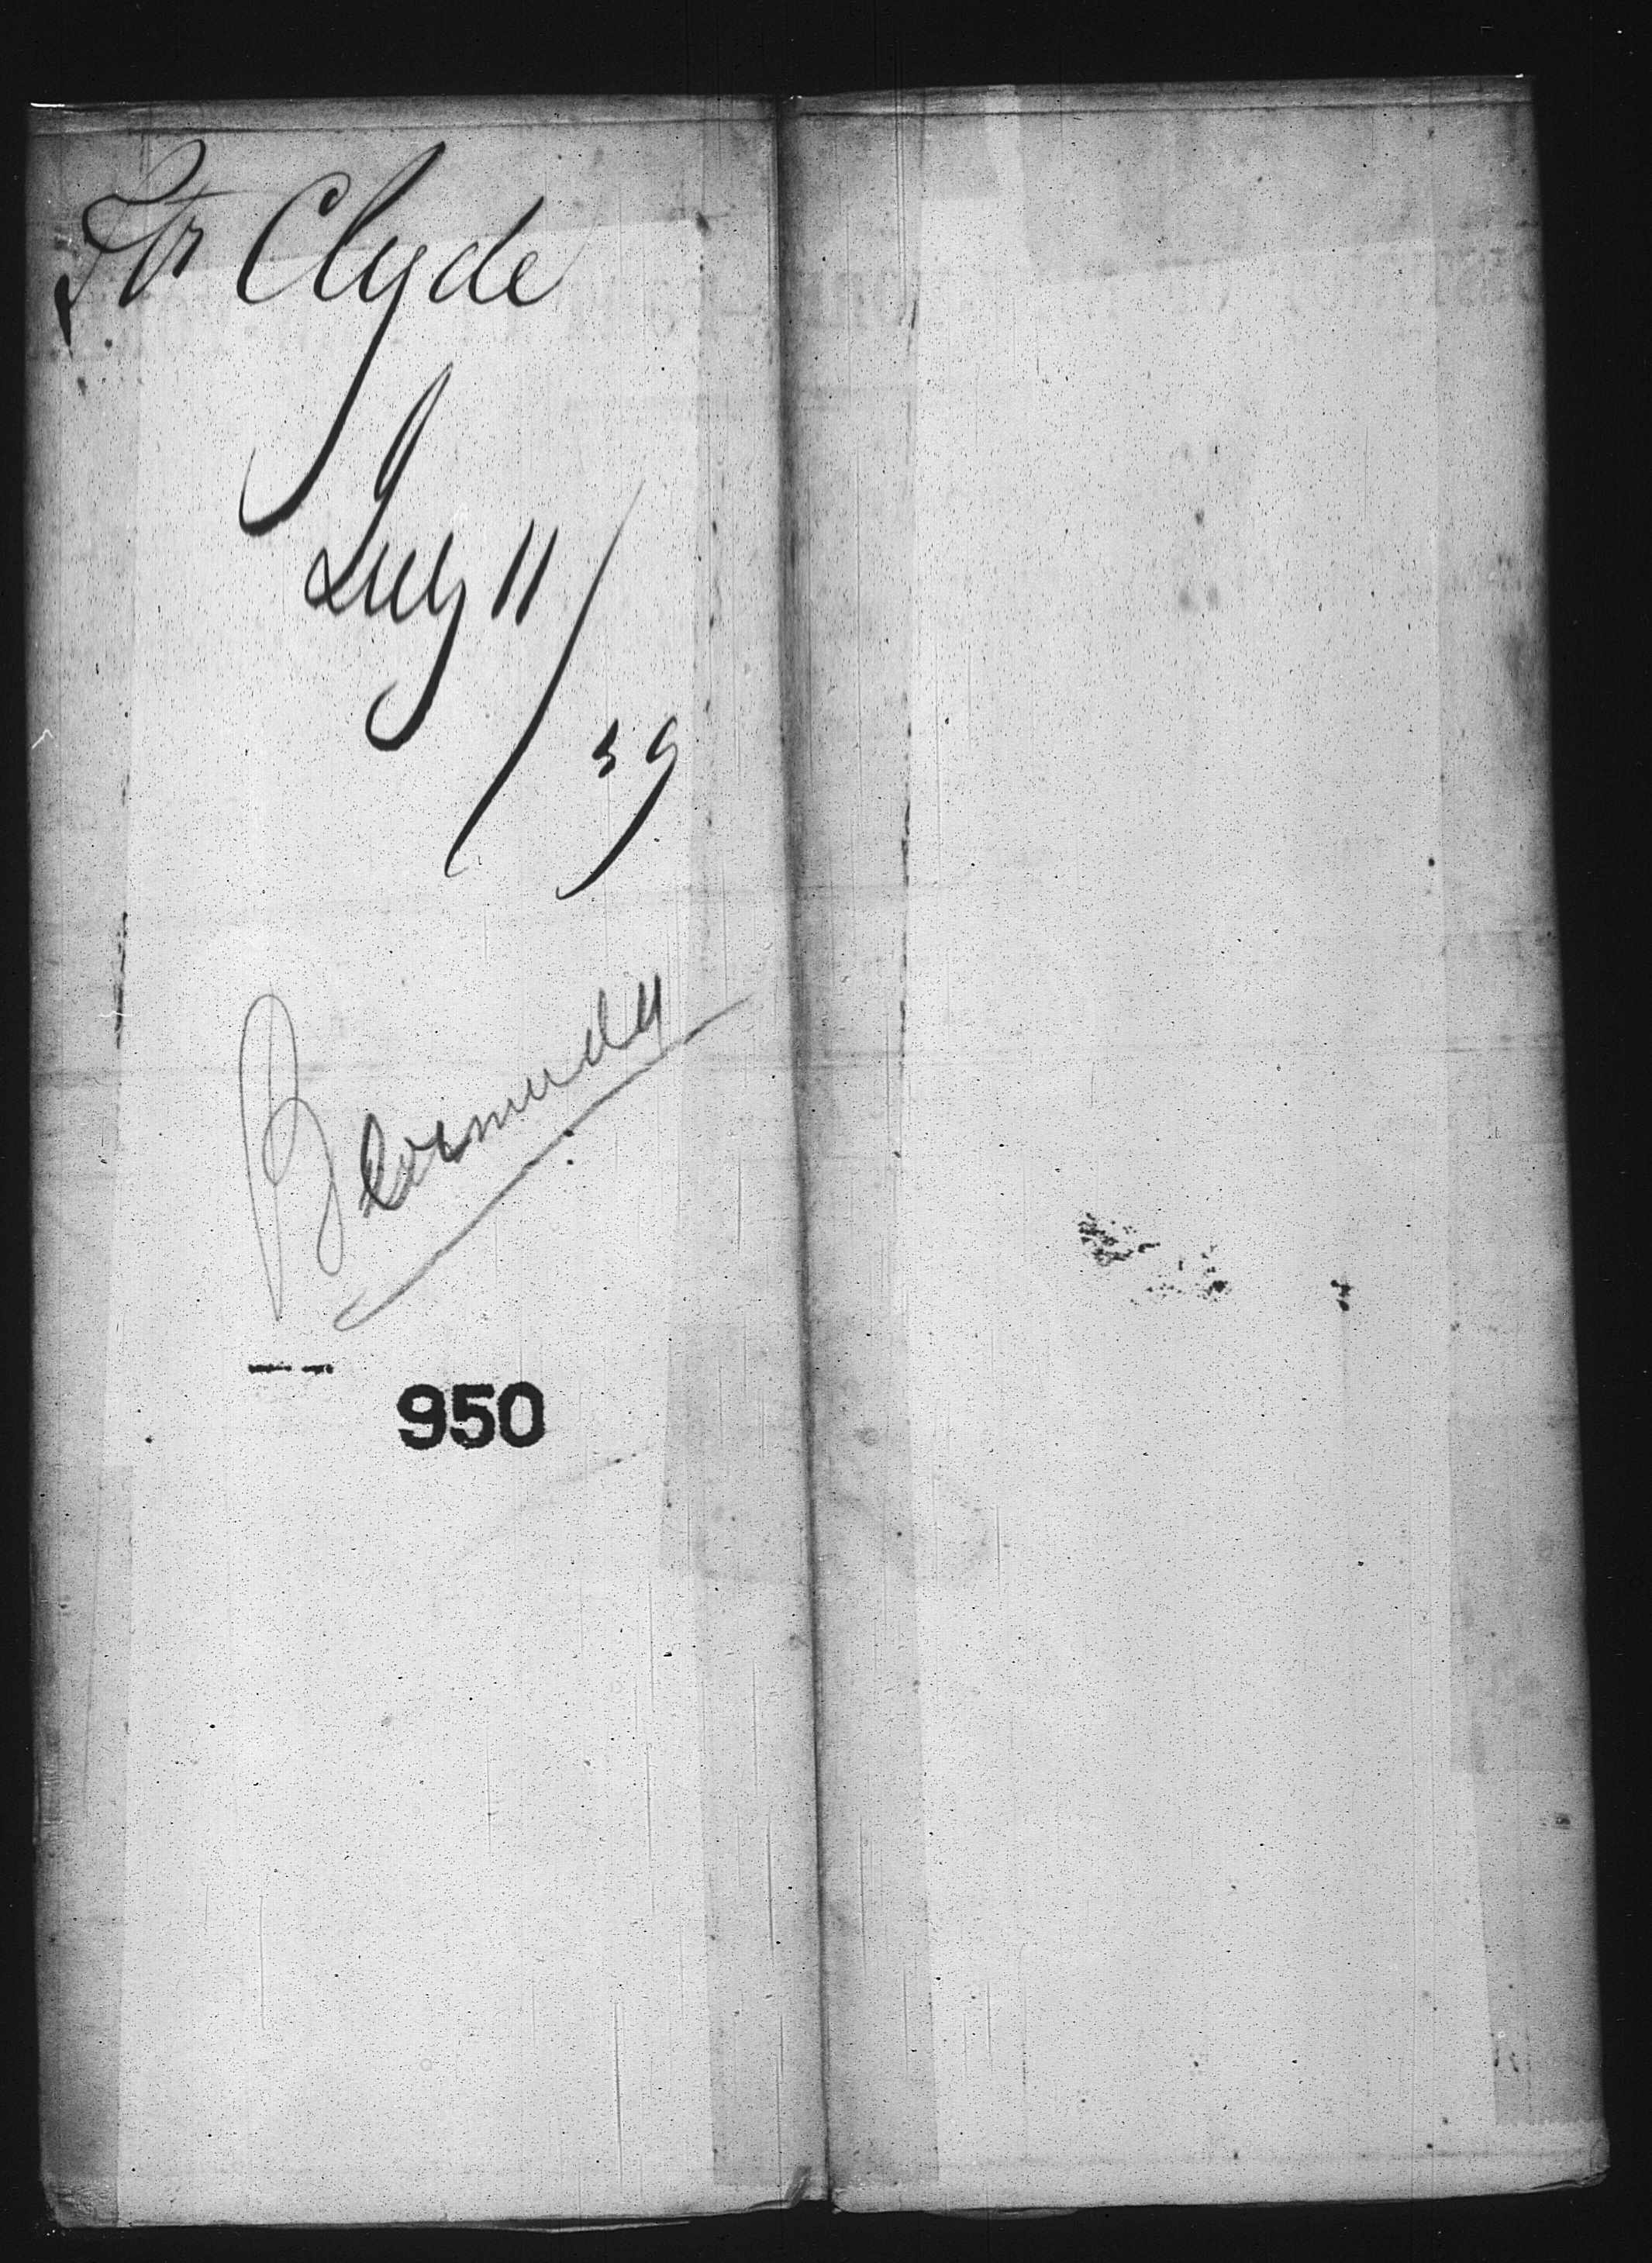 Str Clyde
July 11/
39
Bermuda
950